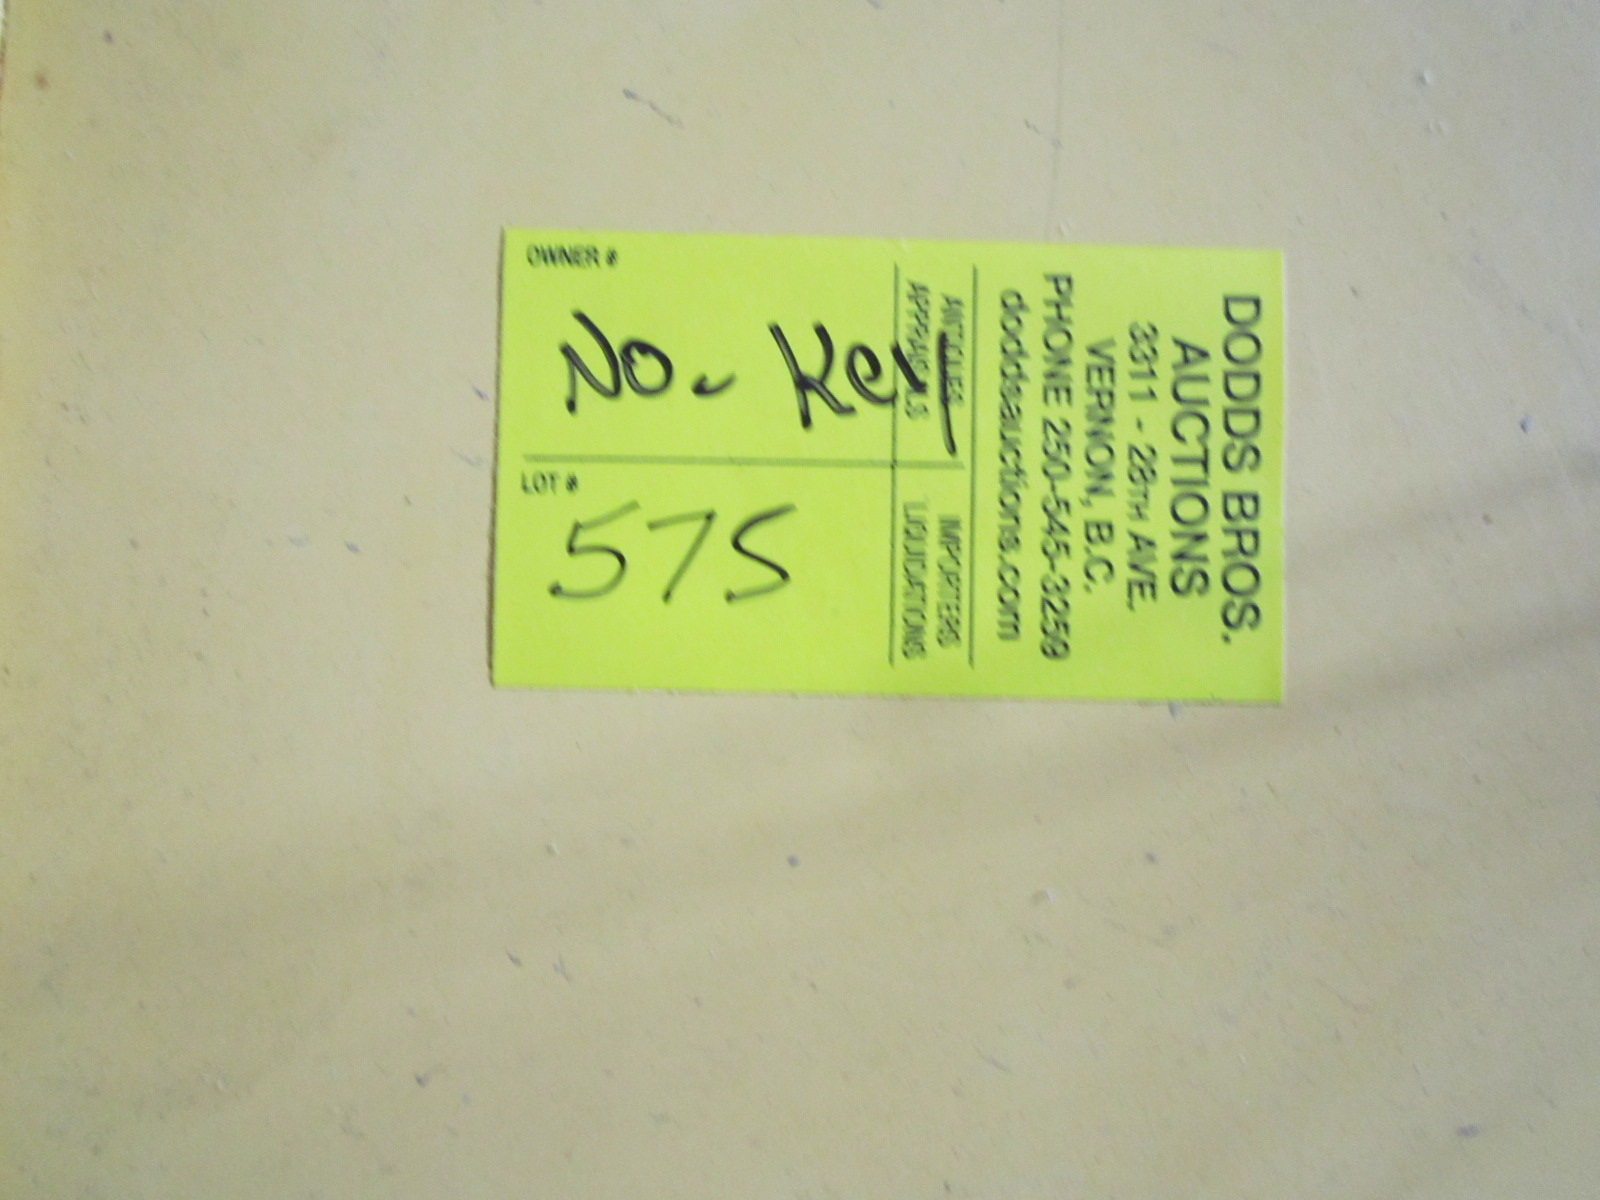 DODDS BROS.
AUCTIONS
3311 - 28TH AVE.
VERNON, B.C.
PHONE 250-545-3259
doddsauctions.com
ANTIQUES IMPORTERS
APPRAISALS LIQUIDATIONS
OWNER #
No- Key
LOT #
575